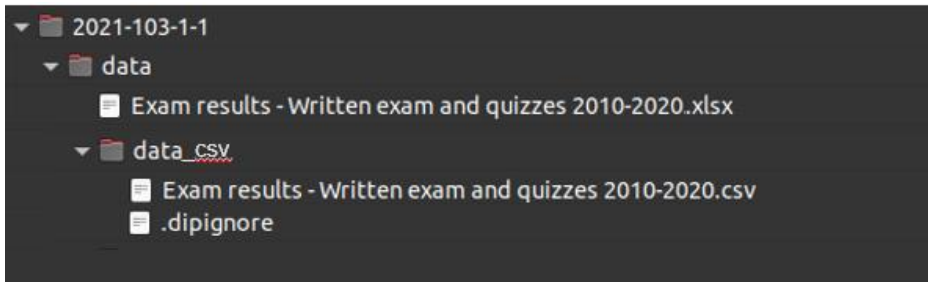 2021-103-1-1
data
Exam results - Written exam and quizzes 2010-2020.xlsx
data_csv
Exam results - Written exam and quizzes 2010-2020.csv
.dipignore